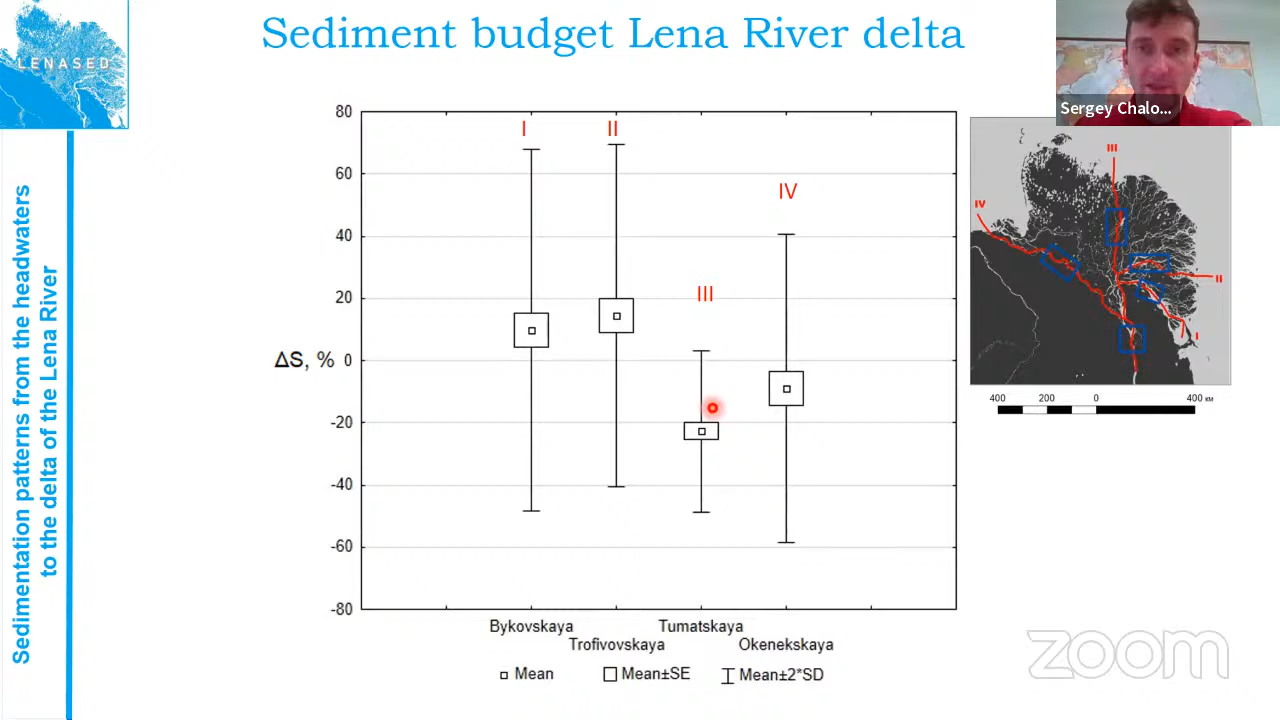 Sediment budget Lena River delta
LENASED
Sergey Chalo...
Sedimentation patterns from the headwaters
to the delta of the Lena River
80
60
40
20
0
-20
-40
-60
-80
ΔS, %
I
II
III
IV
Bykovskaya
Trofivovskaya
Tumatskaya
Okenekskaya
Mean
Mean±SE
Mean±2*SD
III
IV
II
I
400 200 0 400 км
zoom